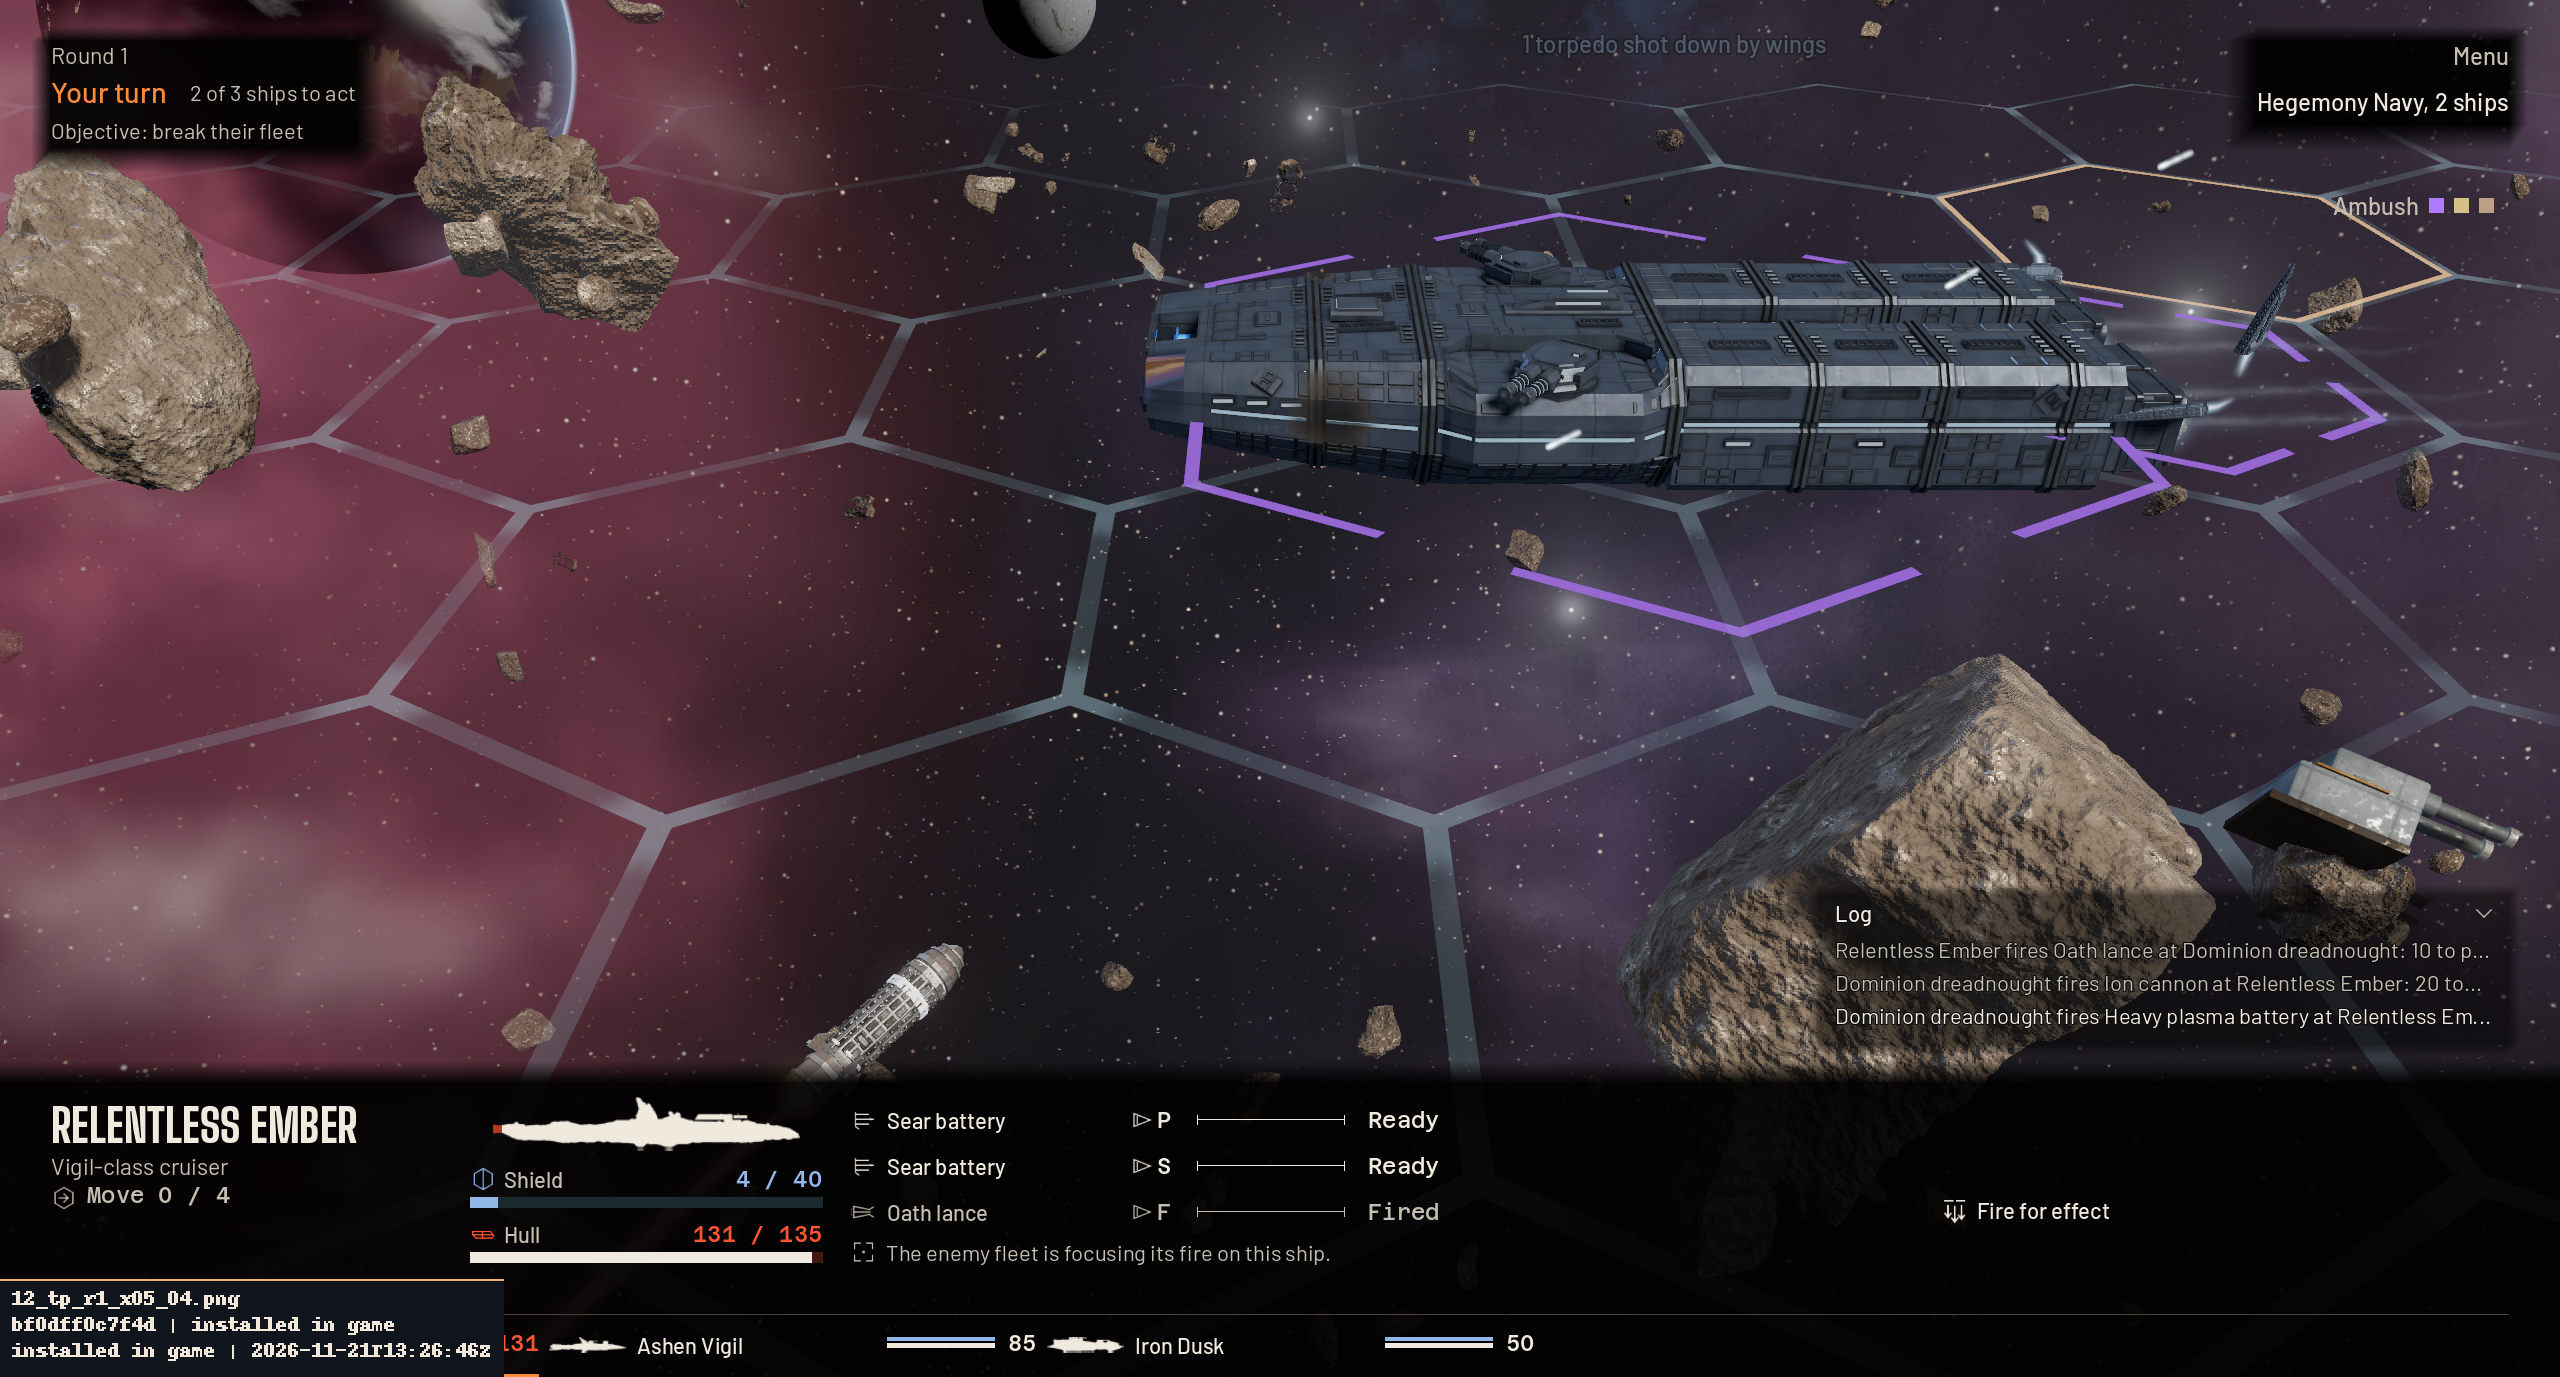 Round 1
Your turn 2 of 3 ships to act
Objective: break their fleet
1 torpedo shot down by wings
Menu
Hegemony Navy, 2 ships
Ambush
Log
Relentless Ember fires Oath lance at Dominion dreadnought: 10 to p...
Dominion dreadnought fires Ion cannon at Relentless Ember: 20 to...
Dominion dreadnought fires Heavy plasma battery at Relentless Em...
RELENTLESS EMBER
Vigil-class cruiser
Move 0 / 4
Shield 4 / 40
Hull 131 / 135
Sear battery P Ready
Sear battery S Ready
Oath lance F Fired
The enemy fleet is focusing its fire on this ship.
Fire for effect
12_tp_r1_x05_04.png
bf0dff0c7f4d | installed in game
installed in game | 2026-11-21T13:26:46Z
131 Ashen Vigil 85 Iron Dusk 50